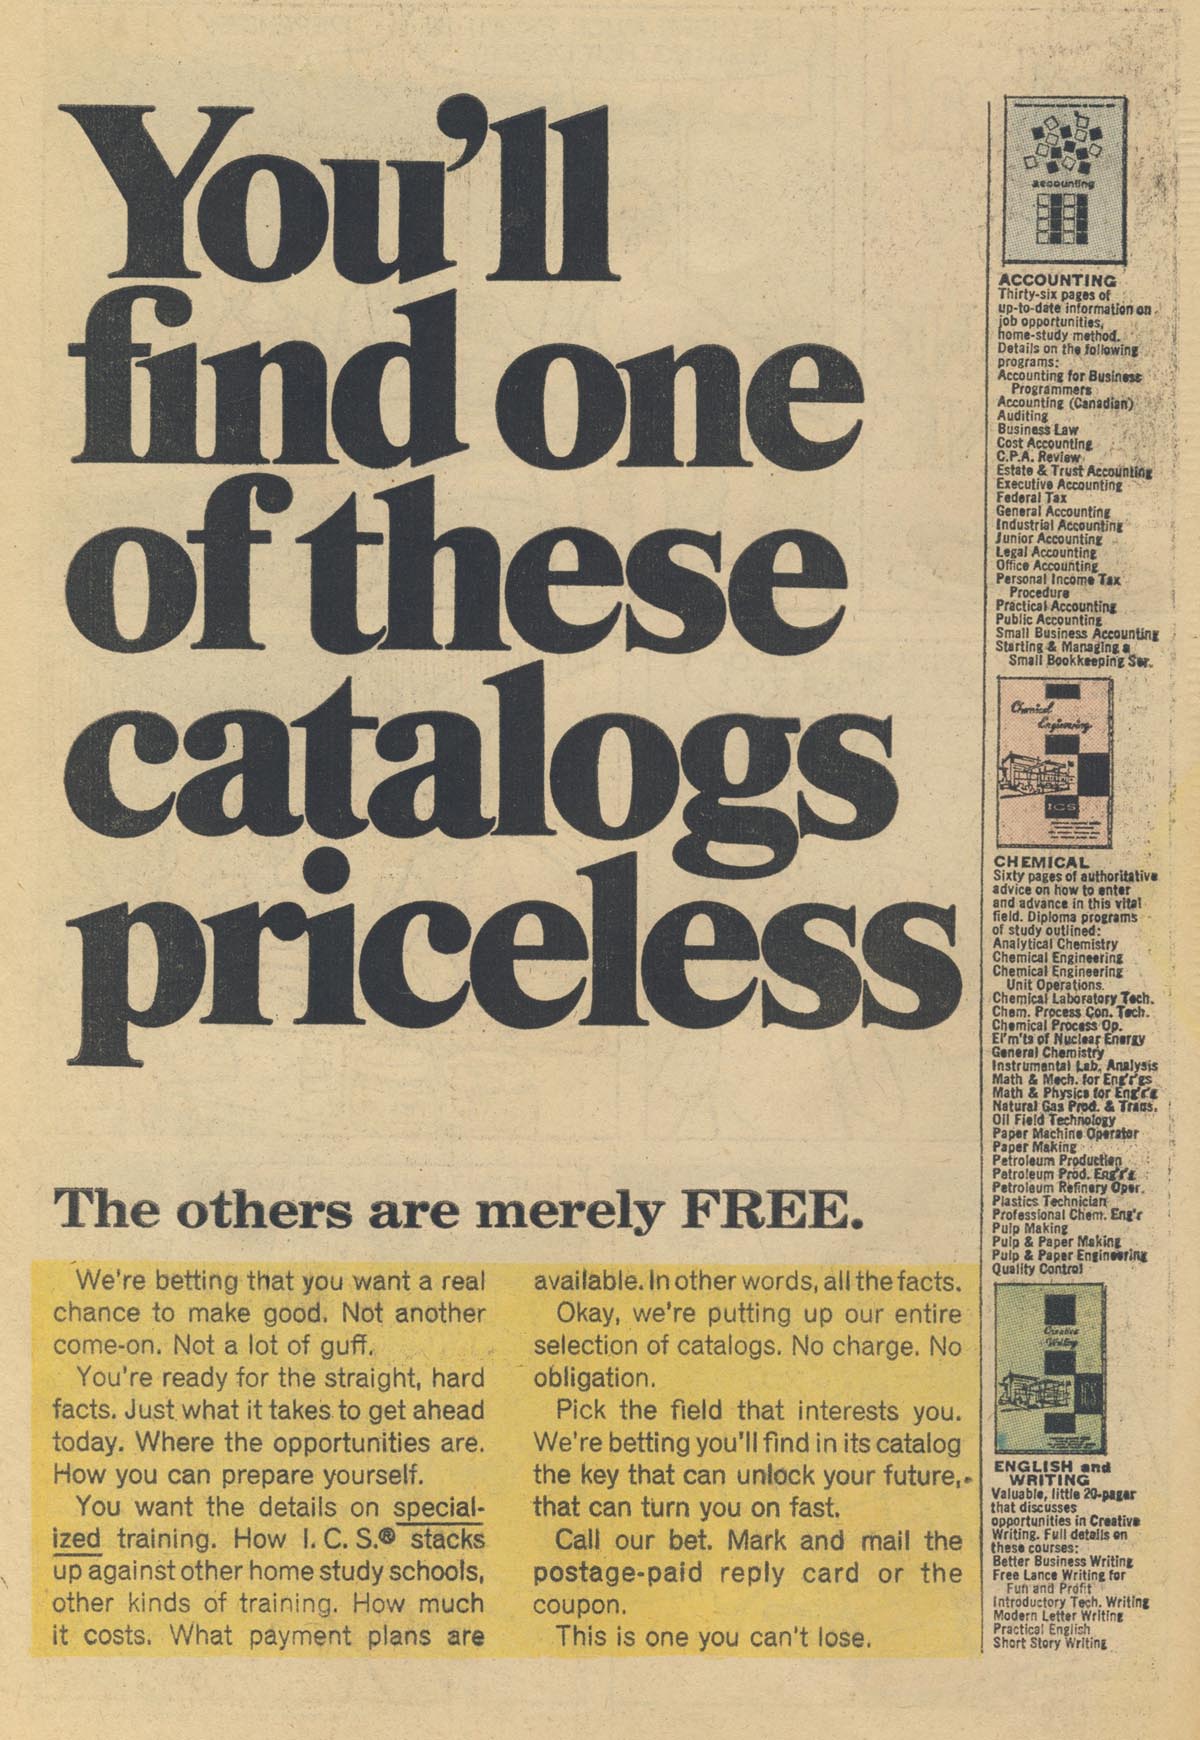 You'll
find one
of these
catalogs
priceless
The others are merely FREE.
We're betting that you want a real
chance to make good. Not another
come-on. Not a lot of guff.
You're ready for the straight, hard
facts. Just what it takes to get ahead
today. Where the opportunities are.
How you can prepare yourself.
You want the details on special-
ized training. How I. C. S.® stacks
up against other home study schools,
other kinds of training. How much
it costs. What payment plans are
available. In other words, all the facts.
Okay, we're putting up our entire
selection of catalogs. No charge. No
obligation.
Pick the field that interests you.
We're betting you'll find in its catalog
the key that can unlock your future,
that can turn you on fast.
Call our bet. Mark and mail the
postage-paid reply card or the
coupon.
This is one you can't lose.
accounting
ACCOUNTING
Thirty-six pages of
up-to-date information on
job opportunities,
home-study method.
Details on the following
programs:
Accounting for Business
Programmers
Accounting (Canadian)
Auditing
Business Law
Cost Accounting
C.P.A. Review
Estate & Trust Accounting
Executive Accounting
Federal Tax
General Accounting
Industrial Accounting
Junior Accounting
Legal Accounting
Office Accounting
Personal Income Tax
Procedure
Practical Accounting
Public Accounting
Small Business Accounting
Starting & Managing a
Small Bookkeeping Ser.
Chemical
Engineering
ICS
CHEMICAL
Sixty pages of authoritative
advice on how to enter
and advance in this vital
field. Diploma programs
of study outlined:
Analytical Chemistry
Chemical Engineering
Chemical Engineering
Unit Operations
Chemical Laboratory Tech.
Chem. Process Con. Tech.
Chemical Process Op.
El'm'ts of Nuclear Energy
General Chemistry
Instrumental Lab. Analysis
Math & Mech. for Eng'r'gs
Math & Physics for Eng'r'g
Natural Gas Prod. & Trans.
Oil Field Technology
Paper Machine Operator
Paper Making
Petroleum Production
Petroleum Prod. Eng'r'g
Petroleum Refinery Oper.
Plastics Technician
Professional Chem. Eng'r
Pulp Making
Pulp & Paper Making
Pulp & Paper Engineering
Quality Control
Creative
Writing
ICS
ENGLISH and
WRITING
Valuable, little 20-pager
that discusses
opportunities in Creative
Writing. Full details on
these courses:
Better Business Writing
Free Lance Writing for
Fun and Profit
Introductory Tech. Writing
Modern Letter Writing
Practical English
Short Story Writing